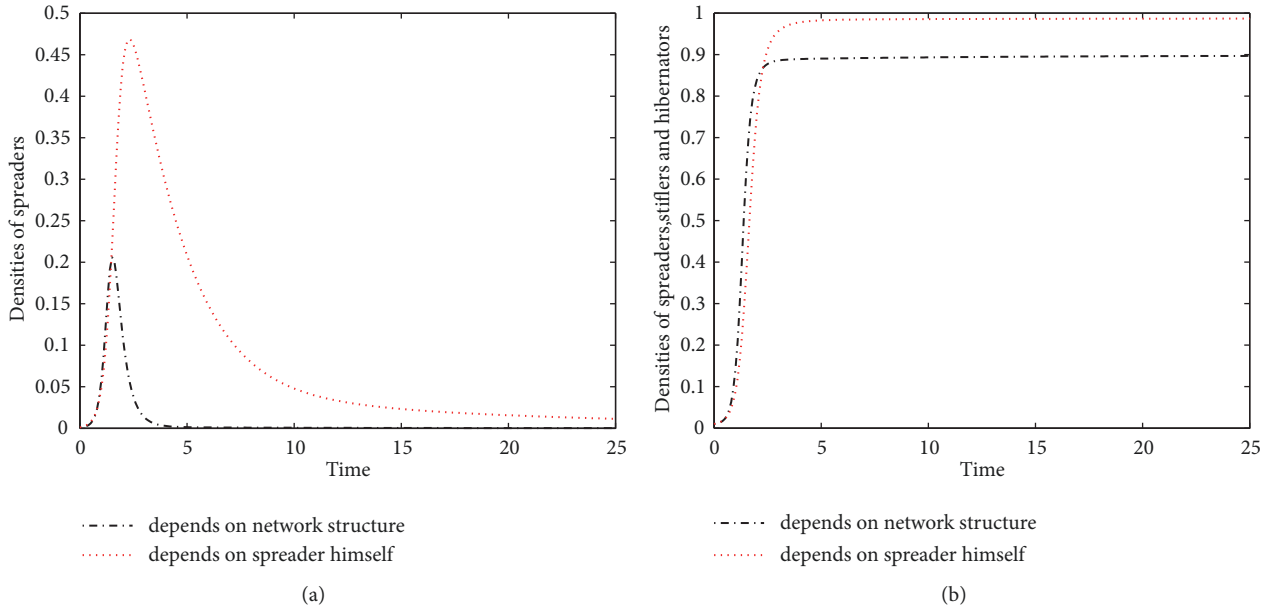 0.5
0.45
0.4
0.35
0.3
0.25
0.2
0.15
0.1
0.05
0
Densities of spreaders
0 5 10 15 20 25
Time
depends on network structure
depends on spreader himself
(a)
1
0.9
0.8
0.7
0.6
0.5
0.4
0.3
0.2
0.1
0
Densities of spreaders,stiflers and hibernators
0 5 10 15 20 25
Time
depends on network structure
depends on spreader himself
(b)